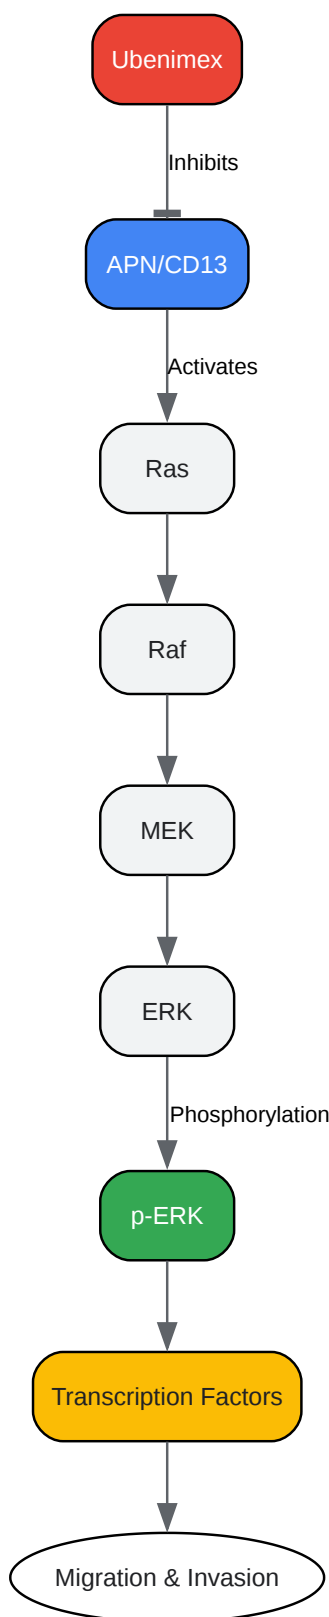 Ubenimex
Inhibits
APN/CD13
Activates
Ras
Raf
MEK
ERK
Phosphorylation
p-ERK
Transcription Factors
Migration & Invasion